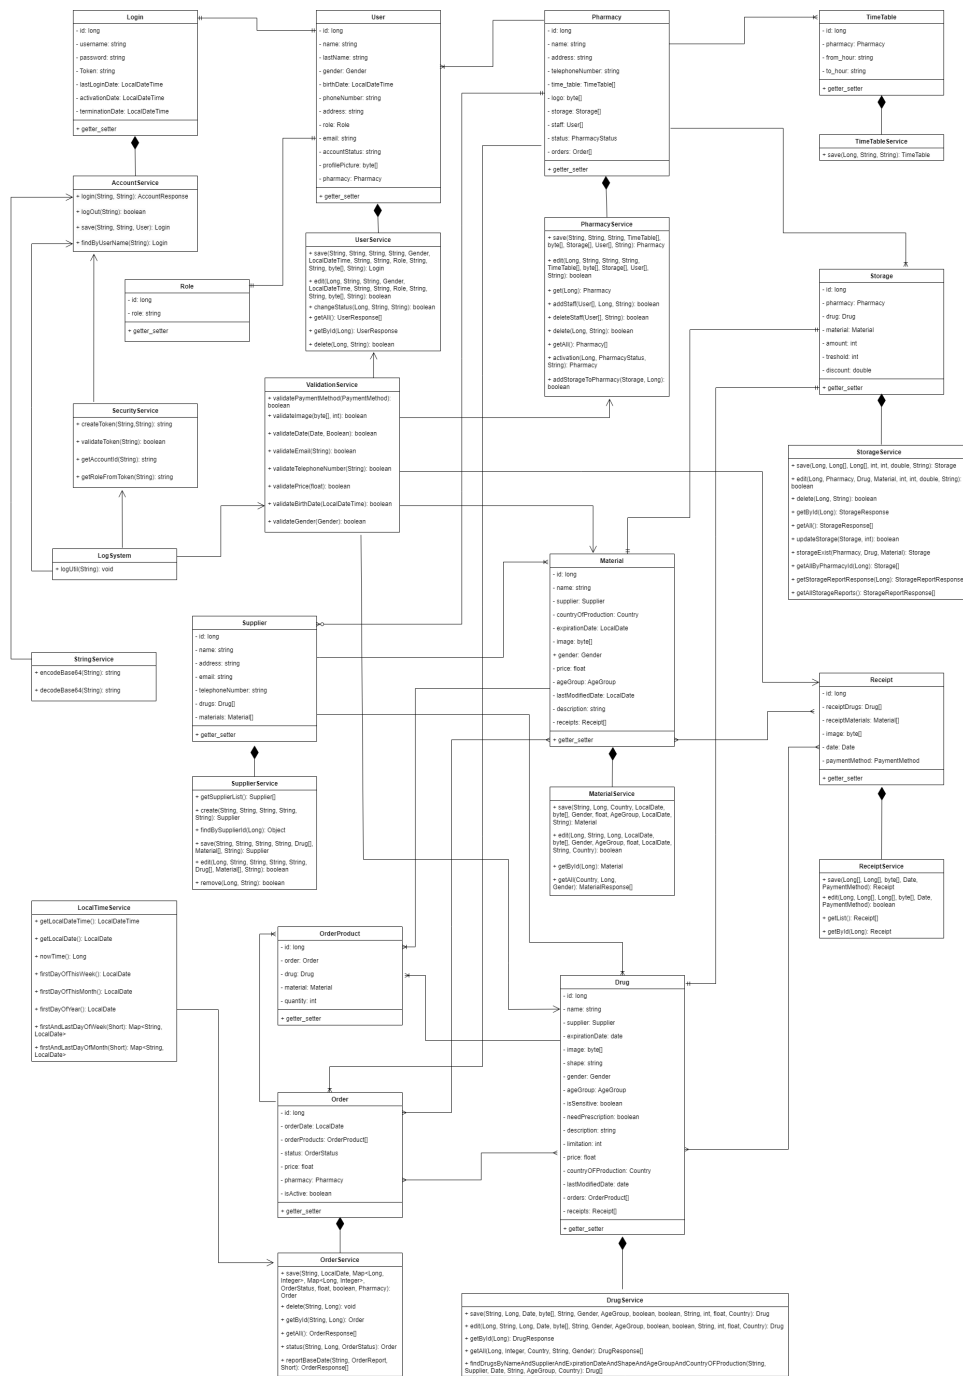 Login
- id: long
- username: string
- password: string
- Token: string
- lastLoginDate: LocalDateTime
- activationDate: LocalDateTime
- terminationDate: LocalDateTime
+ getter_setter
User
- id: long
- name: string
- lastName: string
- gender: Gender
- birthDate: LocalDateTime
- phoneNumber: string
- address: string
- role: Role
- email: string
- accountStatus: string
- profilePicture: byte[]
- pharmacy: Pharmacy
+ getter_setter
Pharmacy
- id: long
- name: string
- address: string
- telephoneNumber: string
- time_table: TimeTable[]
- logo: byte[]
- storage: Storage[]
- staff: User[]
- status: PharmacyStatus
- orders: Order[]
+ getter_setter
TimeTable
- id: long
- pharmacy: Pharmacy
- from_hour: string
- to_hour: string
+ getter_setter
TimeTableService
+ save(Long, String, String): TimeTable
AccountService
+ login(String, String): AccountResponse
+ logOut(String): boolean
+ save(String, String, User): Login
+ findByUserName(String): Login
UserService
+ save(String, String, String, String, Gender,
LocalDateTime, String, String, Role, String,
String, byte[], String): Login
+ edit(Long, String, String, Gender,
LocalDateTime, String, String, Role, String,
String, byte[], String): boolean
+ changeStatus(Long, String, String): boolean
+ getAll(): UserResponse[]
+ getById(Long): UserResponse
+ delete(Long, String): boolean
PharmacyService
+ save(String, String, String, TimeTable[],
byte[], Storage[], User[], String): Pharmacy
+ edit(Long, String, String, String,
TimeTable[], byte[], Storage[], User[],
String): boolean
+ get(Long): Pharmacy
+ addStaff(User[], Long, String): boolean
+ deleteStaff(User[], String): boolean
+ delete(Long, String): boolean
+ getAll(): Pharmacy[]
+ activation(Long, PharmacyStatus,
String): Pharmacy
+ addStorageToPharmacy(Storage, Long):
boolean
Role
- id: long
- role: string
+ getter_setter
Storage
- id: long
- pharmacy: Pharmacy
- drug: Drug
- material: Material
- amount: int
- treshold: int
- discount: double
+ getter_setter
SecurityService
+ createToken(String,String): string
+ validateToken(String): boolean
+ getAccountId(String): string
+ getRoleFromToken(String): string
ValidationService
+ validatePaymentMethod(PaymentMethod):
boolean
+ validateImage(byte[], int): boolean
+ validateDate(Date, Boolean): boolean
+ validateEmail(String): boolean
+ validateTelephoneNumber(String): boolean
+ validatePrice(float): boolean
+ validateBirthDate(LocalDateTime): boolean
+ validateGender(Gender): boolean
StorageService
+ save(Long, Long[], Long[], int, int, double, String): Storage
+ edit(Long, Pharmacy, Drug, Material, int, int, double, String):
boolean
+ delete(Long, String): boolean
+ getById(Long): StorageResponse
+ getAll(): StorageResponse[]
+ updateStorage(Storage, int): boolean
+ storageExist(Pharmacy, Drug, Material): Storage
+ getAllByPharmacyId(Long): Storage[]
+ getStorageReportResponse(Long): StorageReportResponse
+ getAllStorageReports(): StorageReportResponse[]
LogSystem
+ logUtil(String): void
Material
- id: long
- name: string
- supplier: Supplier
- countryOfProduction: Country
- expirationDate: LocalDate
- image: byte[]
+ gender: Gender
- price: float
- ageGroup: AgeGroup
- lastModifiedDate: LocalDate
- description: string
- receipts: Receipt[]
+ getter_setter
Supplier
- id: long
- name: string
- address: string
- email: string
- telephoneNumber: string
- drugs: Drug[]
- materials: Material[]
+ getter_setter
StringService
+ encodeBase64(String): string
+ decodeBase64(String): string
Receipt
- id: long
- receiptDrugs: Drug[]
- receiptMaterials: Material[]
- image: byte[]
- date: Date
- paymentMethod: PaymentMethod
+ getter_setter
SupplierService
+ getSupplierList(): Supplier[]
+ create(String, String, String, String,
String): Supplier
+ findBySupplierId(Long): Object
+ save(String, String, String, String, Drug[],
Material[], String): Supplier
+ edit(Long, String, String, String, String,
Drug[], Material[], String): boolean
+ remove(Long, String): boolean
MaterialService
+ save(String, Long, Country, LocalDate,
byte[], Gender, float, AgeGroup, LocalDate,
String): Material
+ edit(Long, String, Long, LocalDate,
byte[], Gender, AgeGroup, float, LocalDate,
String, Country): boolean
+ getById(Long): Material
+ getAll(Country, Long,
Gender): MaterialResponse[]
ReceiptService
+ save(Long[], Long[], byte[], Date,
PaymentMethod): Receipt
+ edit(Long, Long[], Long[], byte[], Date,
PaymentMethod): boolean
+ getList(): Receipt[]
+ getById(Long): Receipt
LocalTimeService
+ getLocalDateTime(): LocalDateTime
+ getLocalDate(): LocalDate
+ nowTime(): Long
+ firstDayOfThisWeek(): LocalDate
+ firstDayOfThisMonth(): LocalDate
+ firstDayOfYear(): LocalDate
+ firstAndLastDayOfWeek(Short): Map<String,
LocalDate>
+ firstAndLastDayOfMonth(Short): Map<String,
LocalDate>
OrderProduct
- id: long
- order: Order
- drug: Drug
- material: Material
- quantity: int
+ getter_setter
Drug
- id: long
- name: string
- supplier: Supplier
- expirationDate: date
- image: byte[]
- shape: string
- gender: Gender
- ageGroup: AgeGroup
- isSensitive: boolean
- needPrescription: boolean
- description: string
- limitation: int
- price: float
- countryOFProduction: Country
- lastModifiedDate: date
- orders: OrderProduct[]
- receipts: Receipt[]
+ getter_setter
Order
- id: long
- orderDate: LocalDate
- orderProducts: OrderProduct[]
- status: OrderStatus
- price: float
- pharmacy: Pharmacy
- isActive: boolean
+ getter_setter
OrderService
+ save(String, LocalDate, Map<Long,
Integer>, Map<Long, Integer>,
OrderStatus, float, boolean, Pharmacy):
Order
+ delete(String, Long): void
+ getById(String, Long): Order
+ getAll(): OrderResponse[]
+ status(String, Long, OrderStatus): Order
+ reportBaseDate(String, OrderReport,
Short): OrderResponse[]
DrugService
+ save(String, Long, Date, byte[], String, Gender, AgeGroup, boolean, boolean, String, int, float, Country): Drug
+ edit(Long, String, Long, Date, byte[], String, Gender, AgeGroup, boolean, boolean, String, int, float, Country): Drug
+ getById(Long): DrugResponse
+ getAll(Long, Integer, Country, String, Gender): DrugResponse[]
+ findDrugsByNameAndSupplierAndExpirationDateAndShapeAndAgeGroupAndCountryOFProduction(String,
Supplier, Date, String, AgeGroup, Country): Drug[]